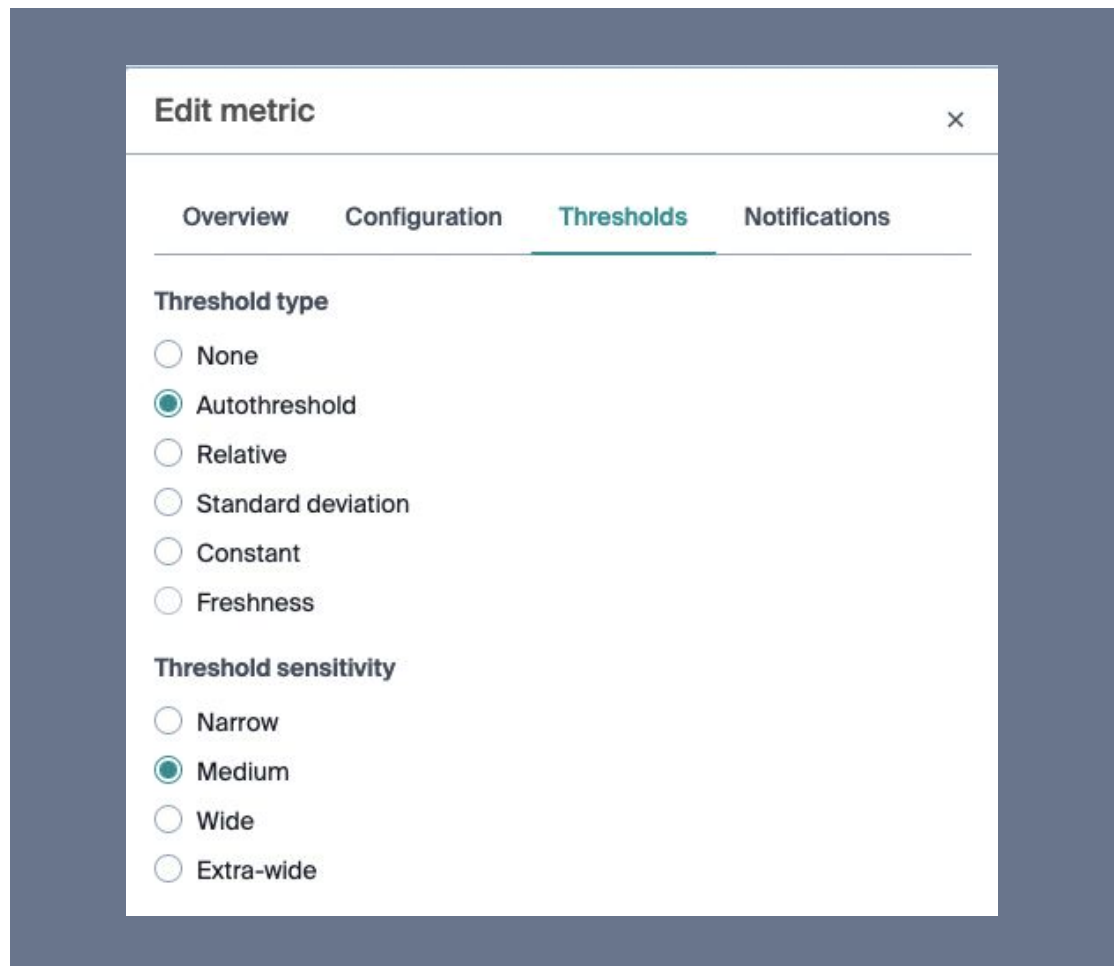 Edit metric ×
Overview Configuration Thresholds Notifications
Threshold type
None
Autothreshold
Relative
Standard deviation
Constant
Freshness
Threshold sensitivity
Narrow
Medium
Wide
Extra-wide